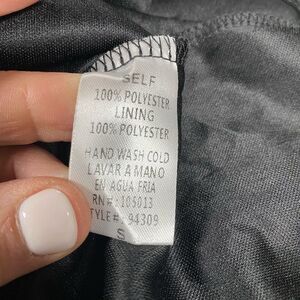 SELF
100% POLYESTER
LINING
100% POLYESTER
HAND WASH COLD
LAVAR A MANO
EN AGUA FRIA
RN#: 105013
STYLE#: 94309
S